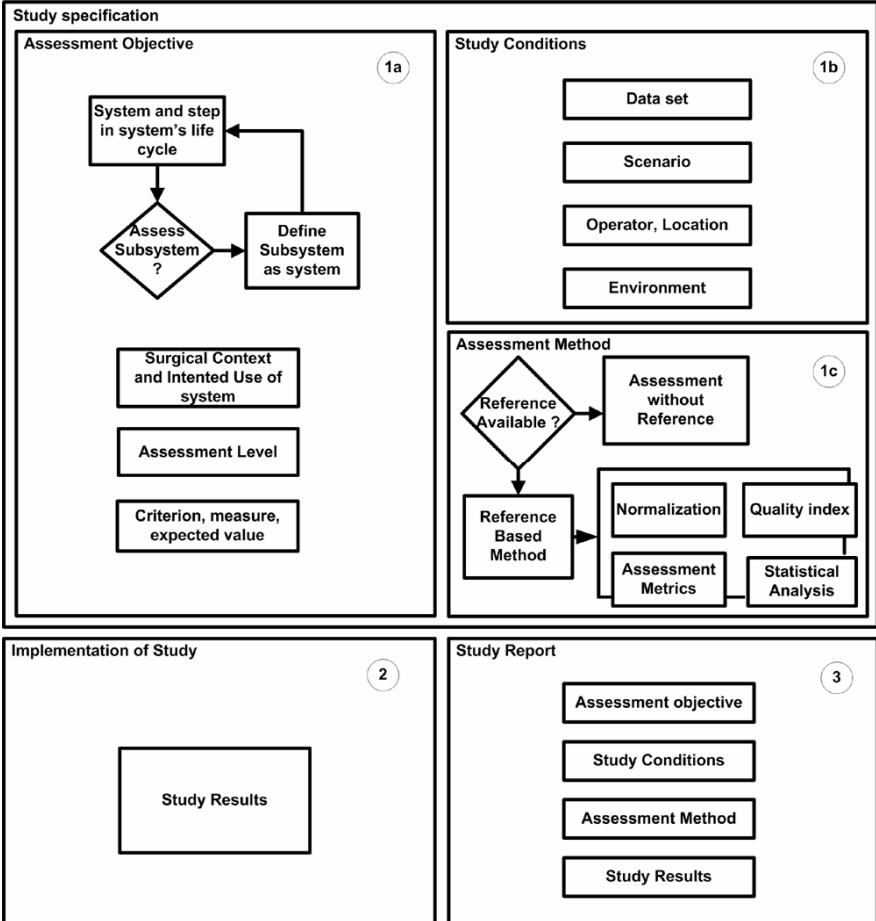 Study specification
Assessment Objective
1a
System and step
in system's life
cycle
Assess
Subsystem
?
Define
Subsystem
as system
Surgical Context
and Intented Use of
system
Assessment Level
Criterion, measure,
expected value
Study Conditions
1b
Data set
Scenario
Operator, Location
Environment
Assessment Method
1c
Reference
Available ?
Assessment
without
Reference
Reference
Based
Method
Normalization
Quality index
Assessment
Metrics
Statistical
Analysis
Implementation of Study
2
Study Results
Study Report
3
Assessment objective
Study Conditions
Assessment Method
Study Results